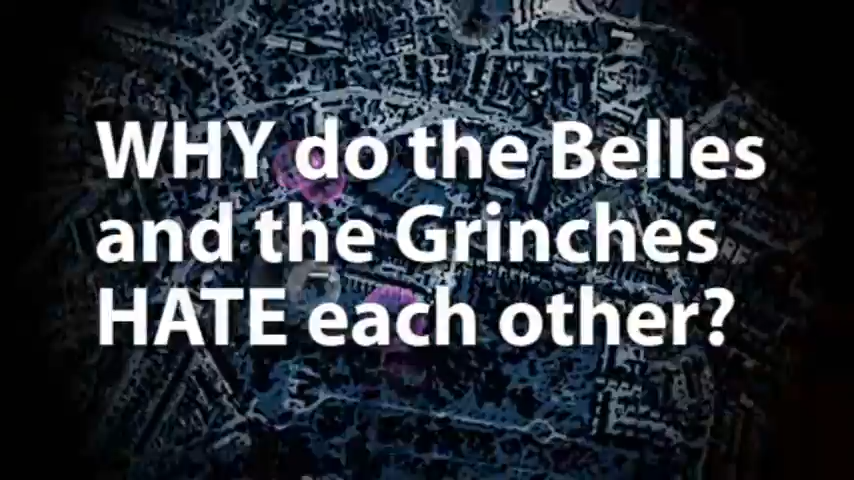 WHY do the Belles
and the Grinches
HATE each other?